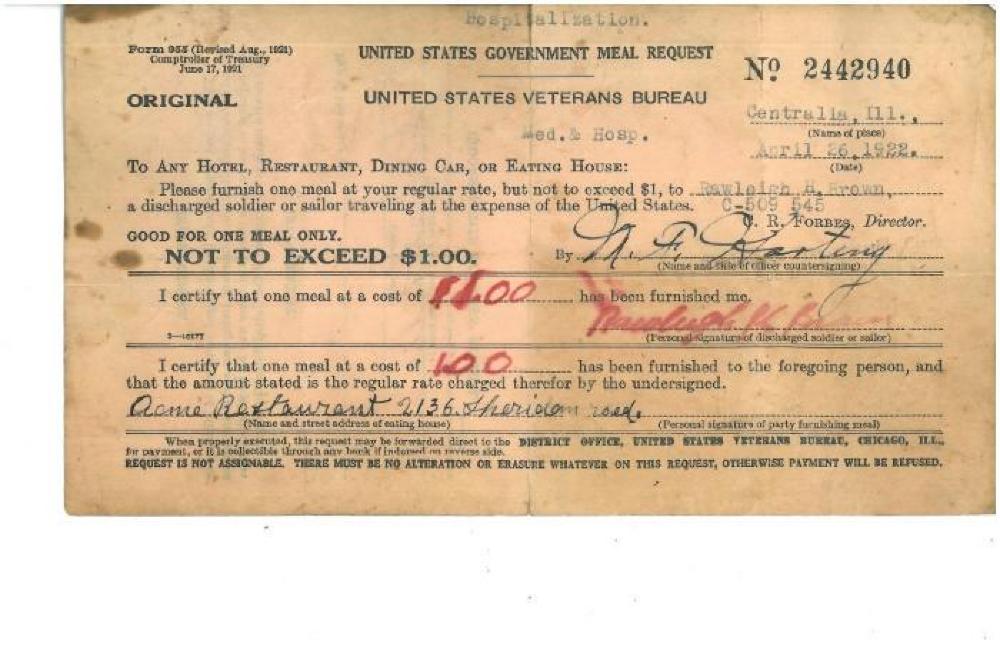 Hospitalization.
Form 955 (Revised Aug., 1921)
Comptroller of Treasury
June 17, 1921
UNITED STATES GOVERNMENT MEAL REQUEST
Nº 2442940
ORIGINAL
UNITED STATES VETERANS BUREAU
Centralia, Ill.,
(Name of place)
Med. & Hosp.
April 26, 1922.
(Date)
TO ANY HOTEL, RESTAURANT, DINING CAR, OR EATING HOUSE:
Please furnish one meal at your regular rate, but not to exceed $1, to Rawleigh H. Brown,
a discharged soldier or sailor traveling at the expense of the United States. C-509 545
C. R. FORBES, Director.
GOOD FOR ONE MEAL ONLY.
NOT TO EXCEED $1.00.
By M. F. Harting
(Name and title of officer countersigning)
I certify that one meal at a cost of $1.00 has been furnished me.
Rawleigh H. Brown
(Personal signature of discharged soldier or sailor)
I certify that one meal at a cost of 1.00 has been furnished to the foregoing person, and
that the amount stated is the regular rate charged therefor by the undersigned.
Acme Restaurant 2136. Sheridan road.
(Name and street address of eating house) (Personal signature of party furnishing meal)
When properly executed, this request may be forwarded direct to the DISTRICT OFFICE, UNITED STATES VETERANS BUREAU, CHICAGO, ILL.,
for payment, or it is collectible through any bank if indorsed on reverse side.
REQUEST IS NOT ASSIGNABLE. THERE MUST BE NO ALTERATION OR ERASURE WHATEVER ON THIS REQUEST, OTHERWISE PAYMENT WILL BE REFUSED.